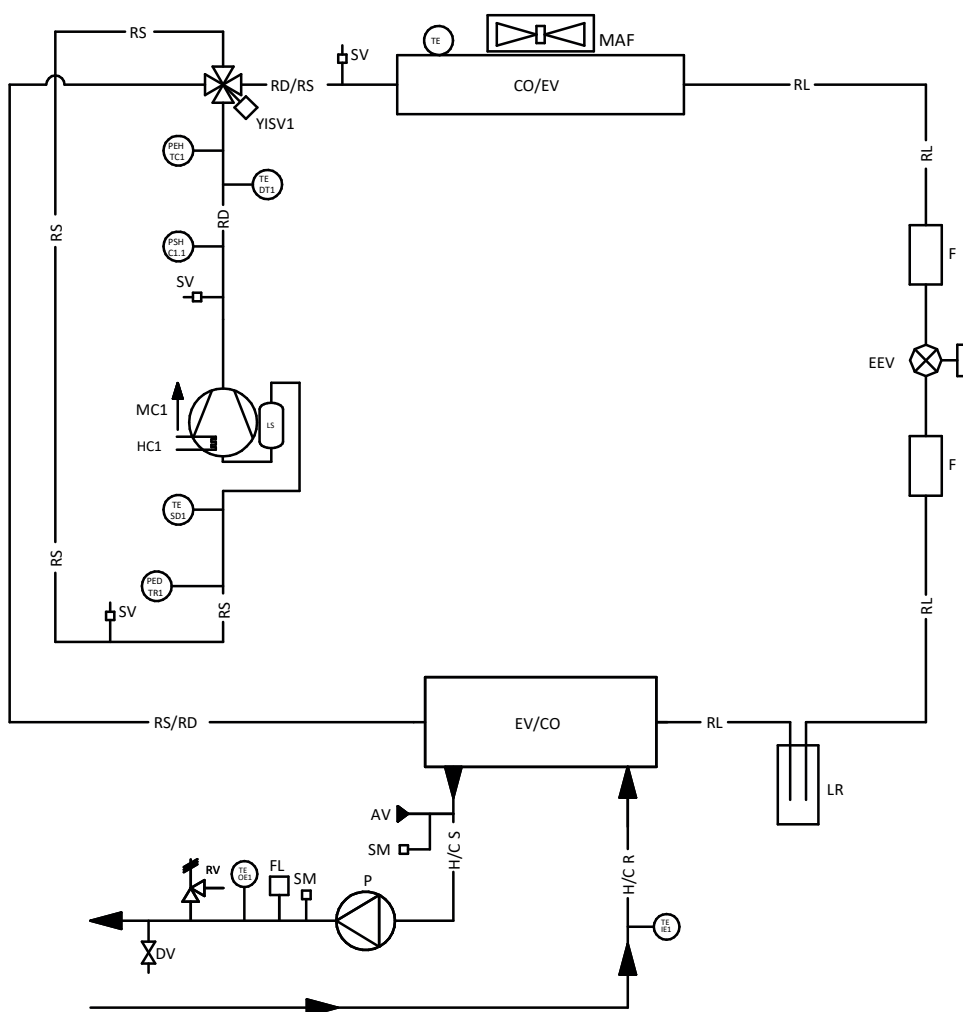 RS
SV
TE
MAF
RD/RS
CO/EV
RL
YISV1
PEH
TC1
RL
TE
DT1
RD
RS
PSH
C1.1
F
SV
EEV
MC1
LS
HC1
F
TE
SD1
RS
PED
TR1
RS
RL
SV
RS/RD
EV/CO
RL
LR
AV
SM
H/C S
H/C R
RV
TE
OE1
FL
SM
P
TE
IE1
DV